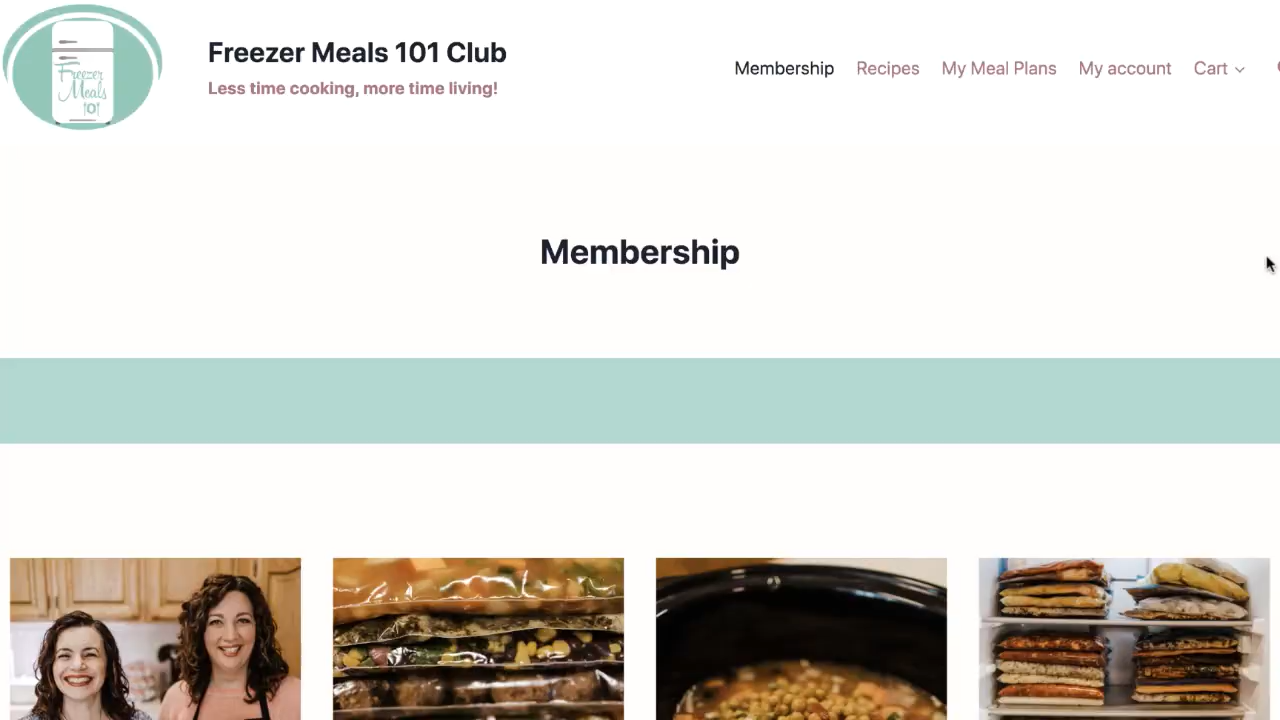 Freezer Meals 101 Club
Less time cooking, more time living!
Freezer
Meals
101
Membership Recipes My Meal Plans My account Cart
Membership